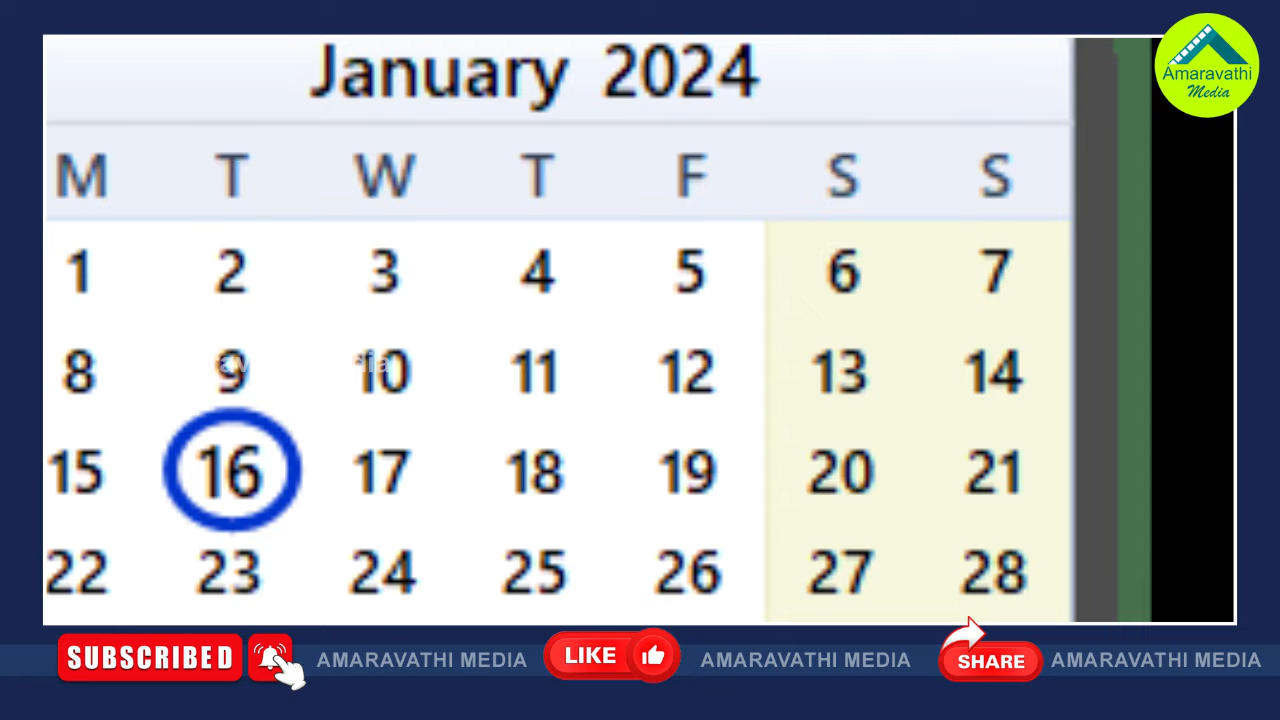 January 2024
Amaravathi
Media
M T W T F S S
1 2 3 4 5 6 7
8 9 10 11 12 13 14
15 16 17 18 19 20 21
22 23 24 25 26 27 28
SUBSCRIBED AMARAVATHI MEDIA LIKE AMARAVATHI MEDIA SHARE AMARAVATHI MEDIA